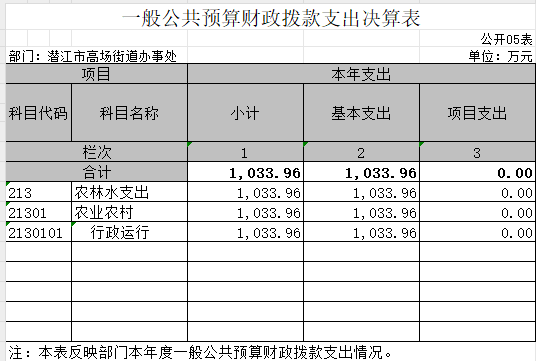 一般公共预算财政拨款支出决算表
公开05表
部门：潜江市高场街道办事处 单位：万元
项目 本年支出
科目代码 科目名称 小计 基本支出 项目支出
栏次 1 2 3
合计 1,033.96 1,033.96 0.00
213 农林水支出 1,033.96 1,033.96 0.00
21301 农业农村 1,033.96 1,033.96 0.00
2130101 行政运行 1,033.96 1,033.96 0.00
注：本表反映部门本年度一般公共预算财政拨款支出情况。